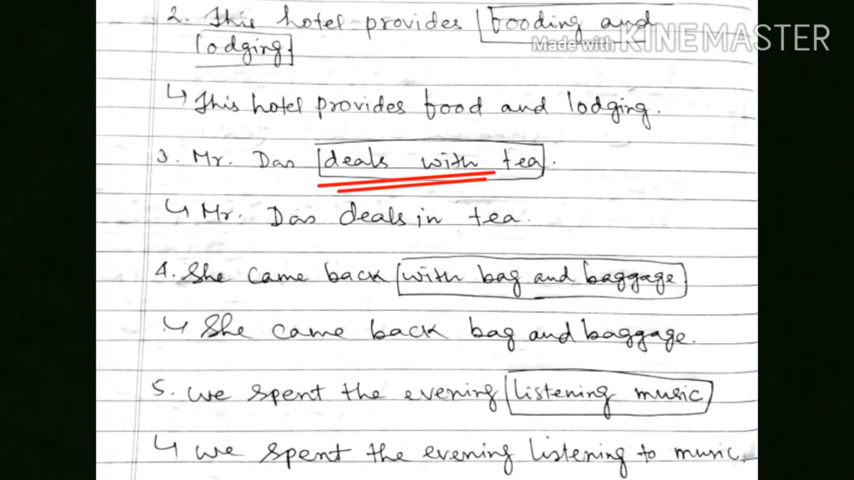 2. This hotel provides fooding and
lodging
Made with KINEMASTER
↳ This hotel provides food and lodging.
3. Mr. Das deals with tea.
↳ Mr. Das deals in tea.
4. She came back with bag and baggage
↳ She came back bag and baggage.
5. We spent the evening listening music
↳ We spent the evening listening to music.